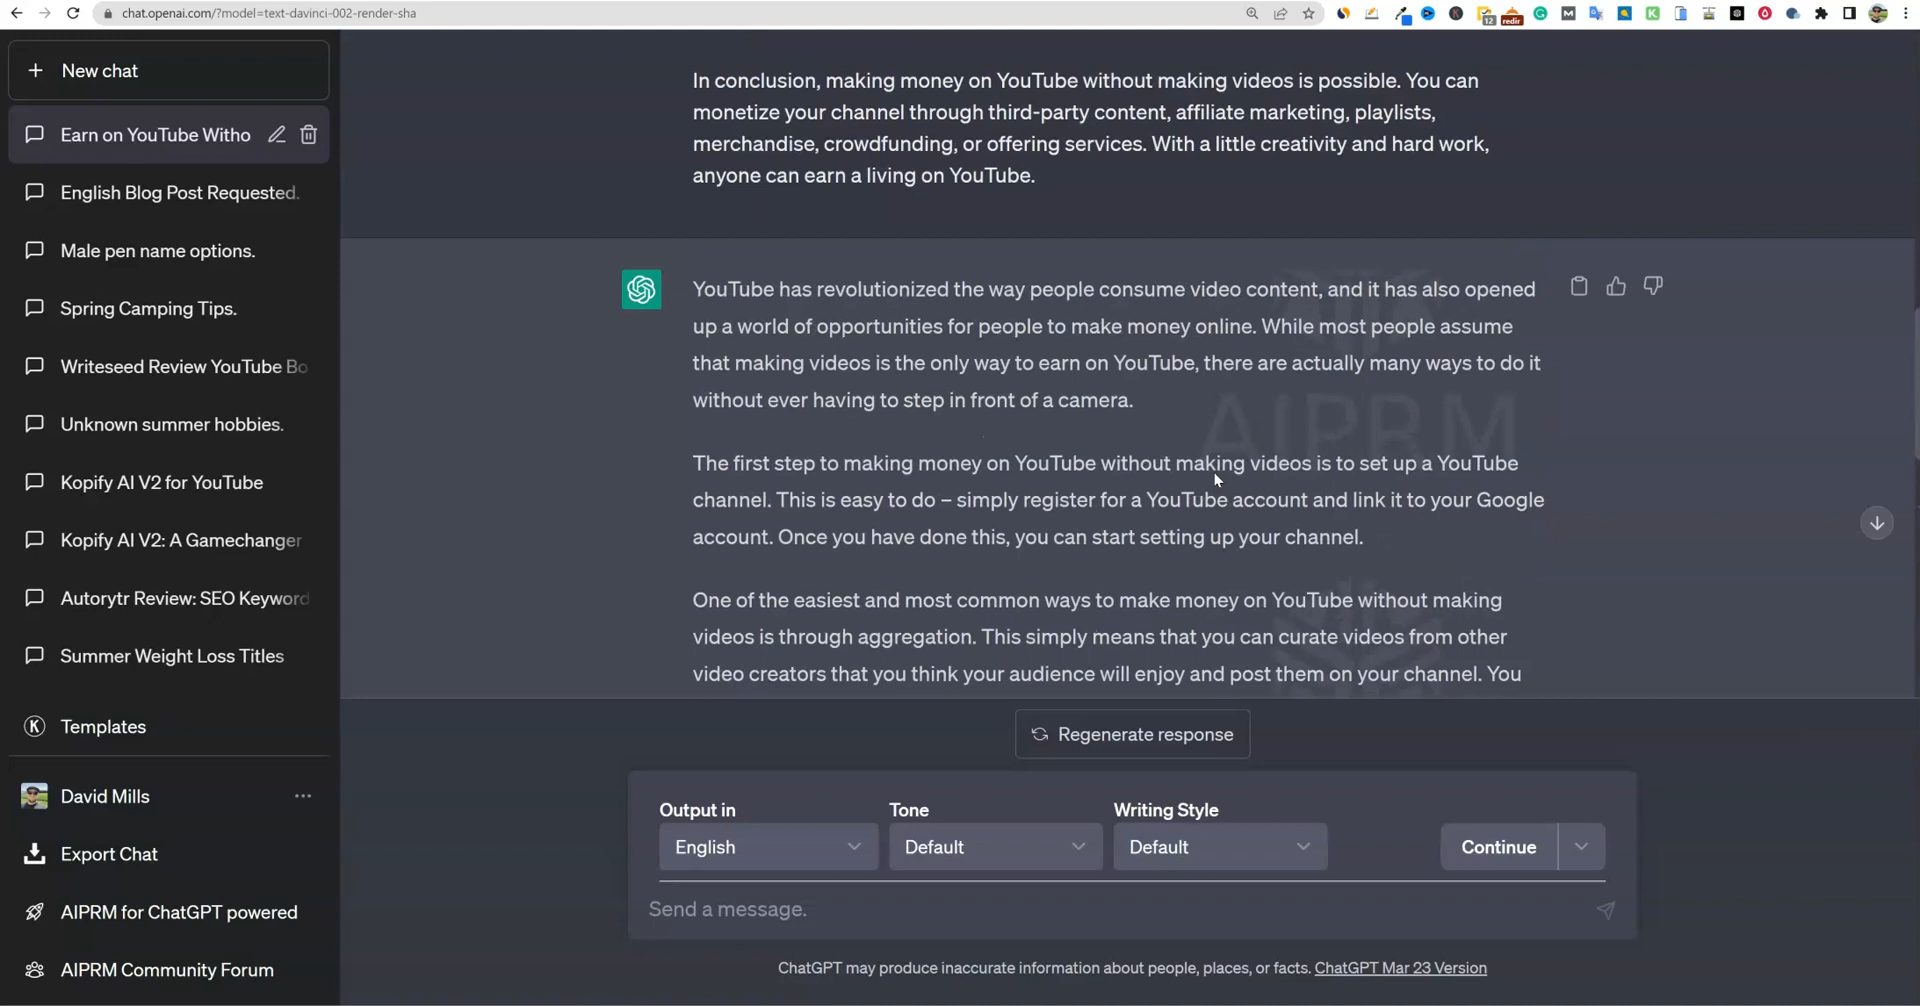 chat.openai.com/?model=text-davinci-002-render-sha
12
redir
New chat
Earn on YouTube Witho
English Blog Post Requested.
Male pen name options.
Spring Camping Tips.
Writeseed Review YouTube Bo
Unknown summer hobbies.
Kopify AI V2 for YouTube
Kopify AI V2: A Gamechanger
Autorytr Review: SEO Keyword
Summer Weight Loss Titles
Templates
David Mills
Export Chat
AIPRM for ChatGPT powered
AIPRM Community Forum
In conclusion, making money on YouTube without making videos is possible. You can
monetize your channel through third-party content, affiliate marketing, playlists,
merchandise, crowdfunding, or offering services. With a little creativity and hard work,
anyone can earn a living on YouTube.
YouTube has revolutionized the way people consume video content, and it has also opened
up a world of opportunities for people to make money online. While most people assume
that making videos is the only way to earn on YouTube, there are actually many ways to do it
without ever having to step in front of a camera.
AIPRM
The first step to making money on YouTube without making videos is to set up a YouTube
channel. This is easy to do – simply register for a YouTube account and link it to your Google
account. Once you have done this, you can start setting up your channel.
One of the easiest and most common ways to make money on YouTube without making
videos is through aggregation. This simply means that you can curate videos from other
video creators that you think your audience will enjoy and post them on your channel. You
Regenerate response
Output in Tone Writing Style
English Default Default Continue
Send a message.
ChatGPT may produce inaccurate information about people, places, or facts. ChatGPT Mar 23 Version